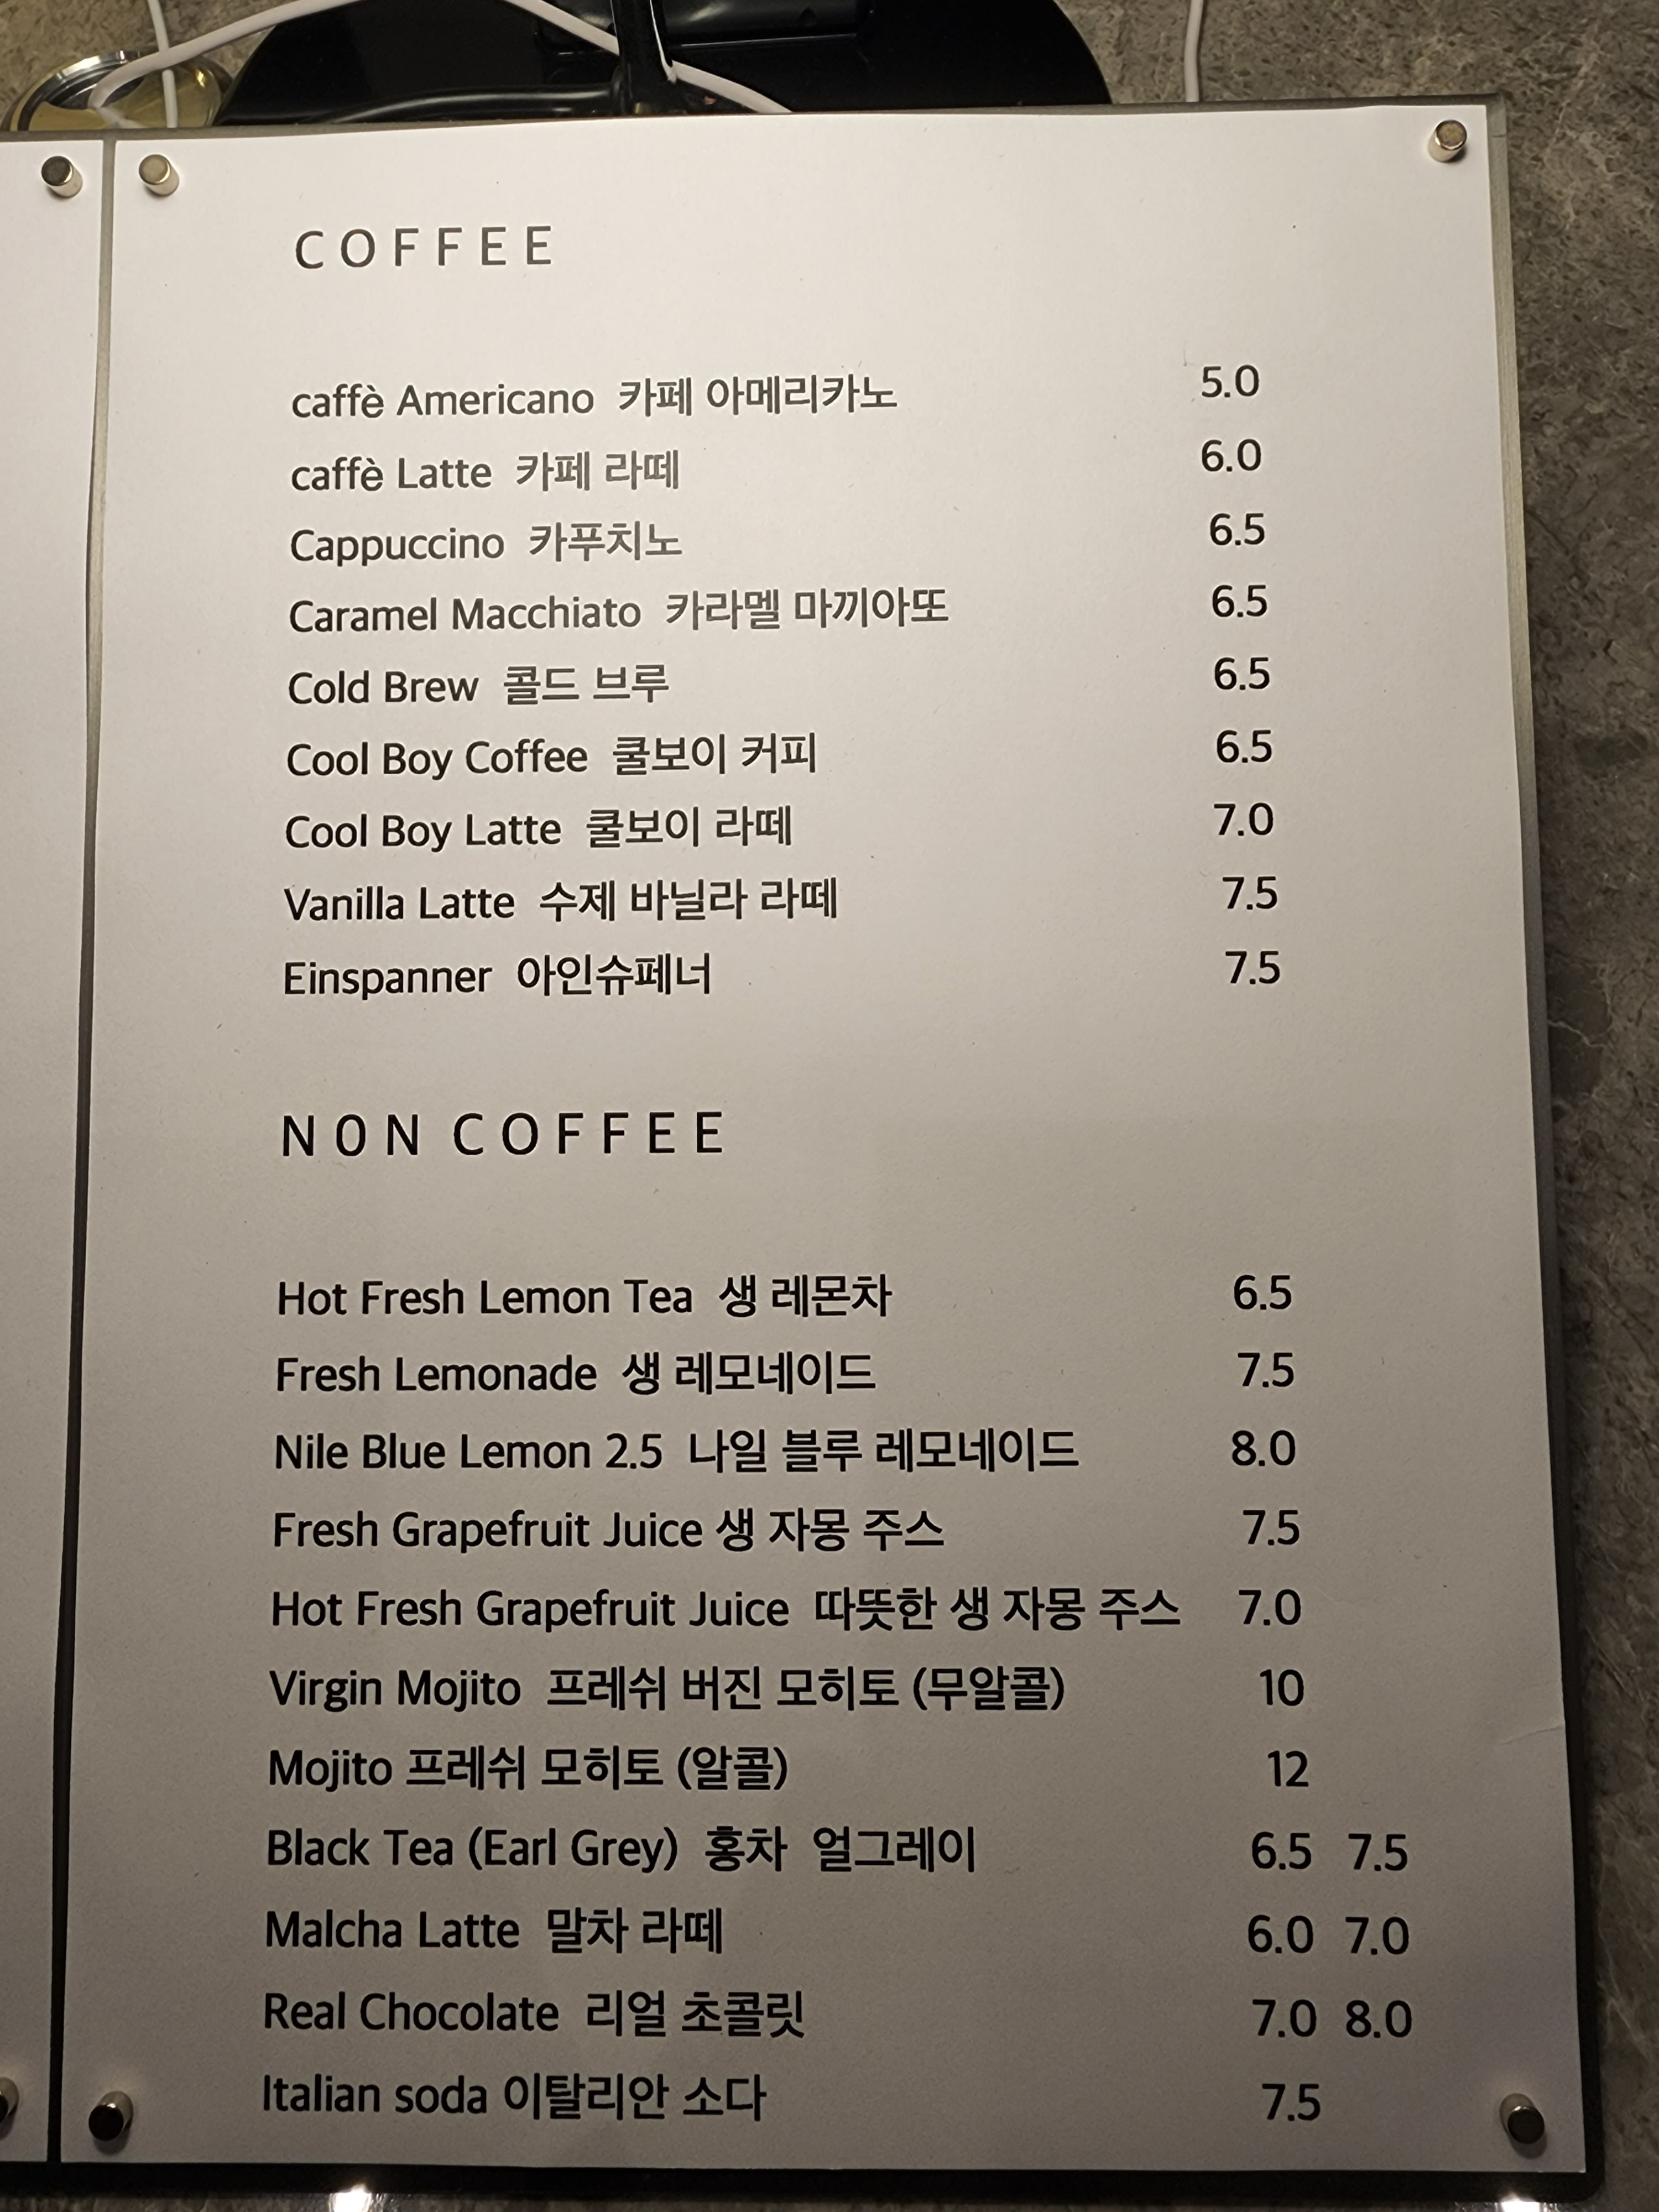 COFFEE
caffè Americano 카페 아메리카노 5.0
caffè Latte 카페 라떼 6.0
Cappuccino 카푸치노 6.5
Caramel Macchiato 카라멜 마끼아또 6.5
Cold Brew 콜드 브루 6.5
Cool Boy Coffee 쿨보이 커피 6.5
Cool Boy Latte 쿨보이 라떼 7.0
Vanilla Latte 수제 바닐라 라떼 7.5
Einspanner 아인슈페너 7.5
NON COFFEE
Hot Fresh Lemon Tea 생 레몬차 6.5
Fresh Lemonade 생 레모네이드 7.5
Nile Blue Lemon 2.5 나일 블루 레모네이드 8.0
Fresh Grapefruit Juice 생 자몽 주스 7.5
Hot Fresh Grapefruit Juice 따뜻한 생 자몽 주스 7.0
Virgin Mojito 프레쉬 버진 모히토 (무알콜) 10
Mojito 프레쉬 모히토 (알콜) 12
Black Tea (Earl Grey) 홍차 얼그레이 6.5 7.5
Malcha Latte 말차 라떼 6.0 7.0
Real Chocolate 리얼 초콜릿 7.0 8.0
Italian soda 이탈리안 소다 7.5